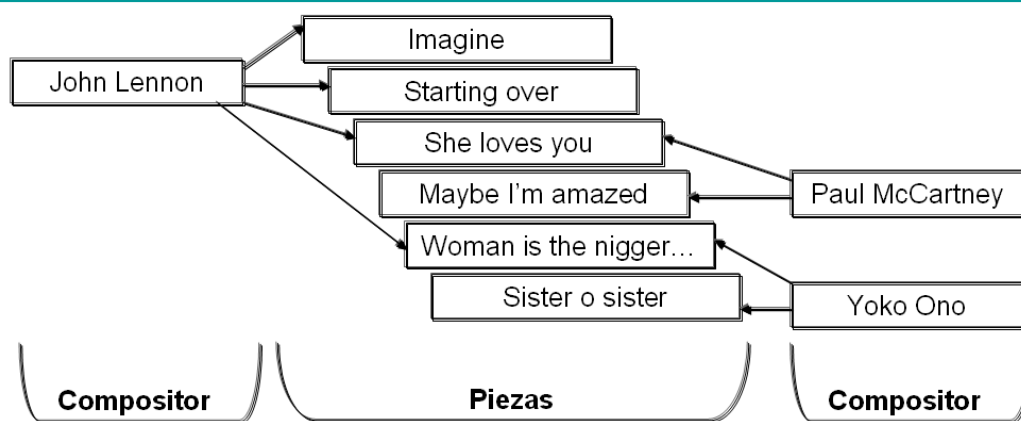 Imagine
John Lennon
Starting over
She loves you
Maybe I'm amazed
Paul McCartney
Woman is the nigger...
Sister o sister
Yoko Ono
Compositor
Piezas
Compositor